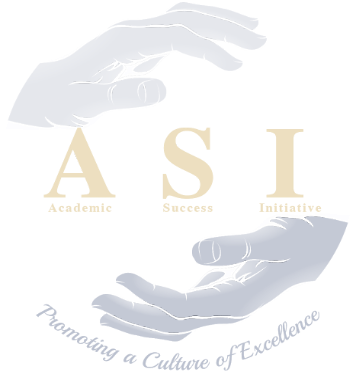 A S I
Academic Success Initiative
Promoting a Culture of Excellence